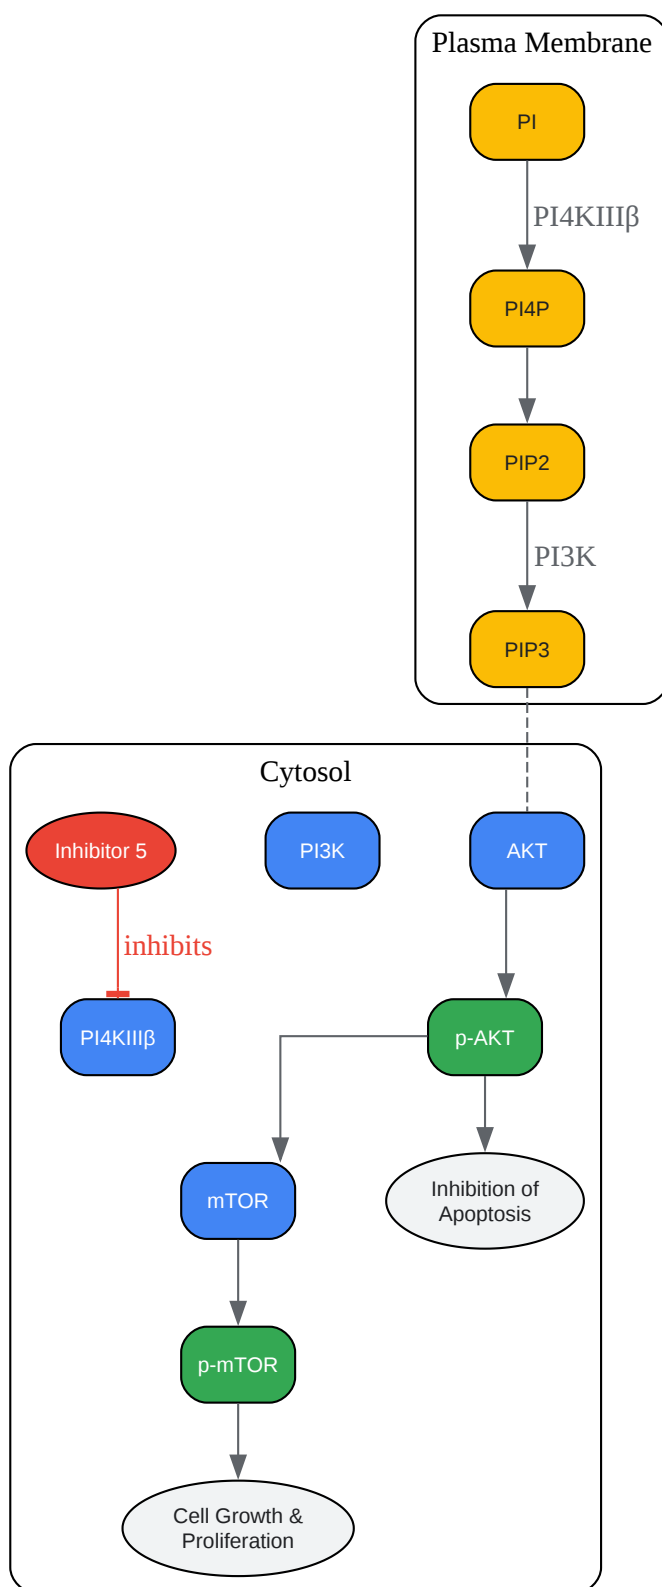 Plasma Membrane
PI
PI4KIIIβ
PI4P
PIP2
PI3K
PIP3
Cytosol
Inhibitor 5
PI3K
AKT
inhibits
PI4KIIIβ
p-AKT
mTOR
Inhibition of
Apoptosis
p-mTOR
Cell Growth &
Proliferation